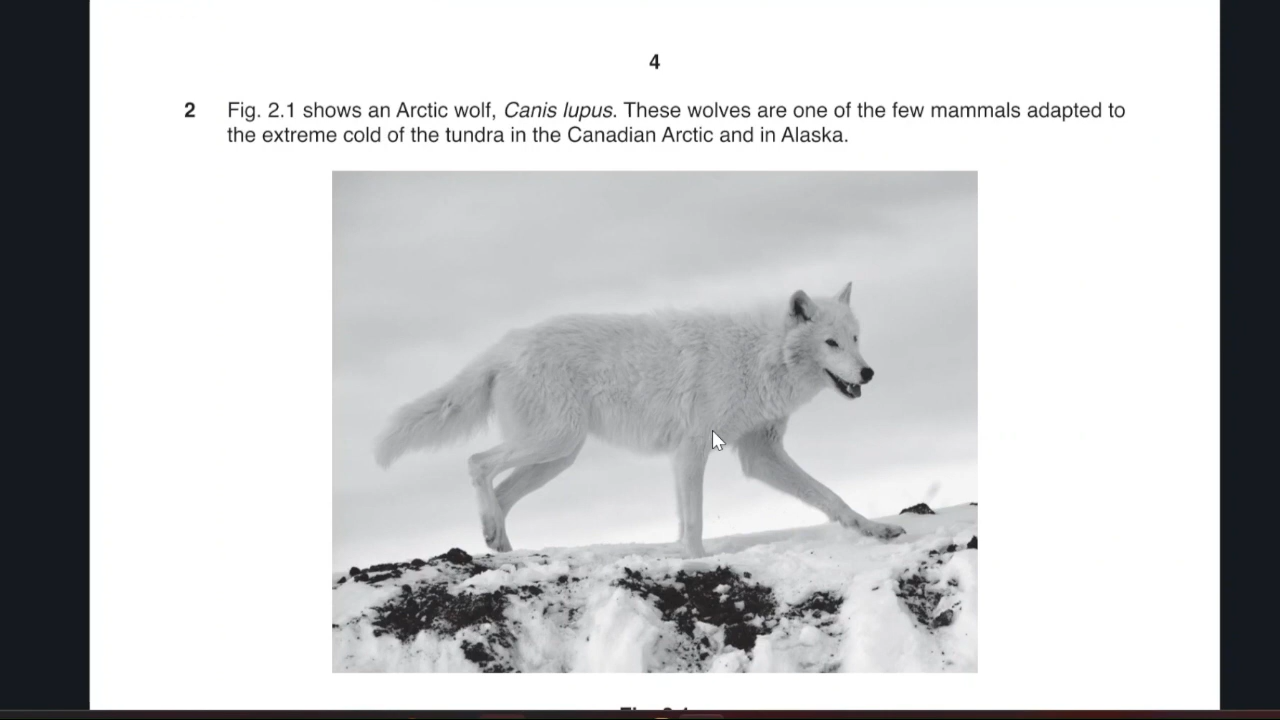 4
2 Fig. 2.1 shows an Arctic wolf, Canis lupus. These wolves are one of the few mammals adapted to
the extreme cold of the tundra in the Canadian Arctic and in Alaska.